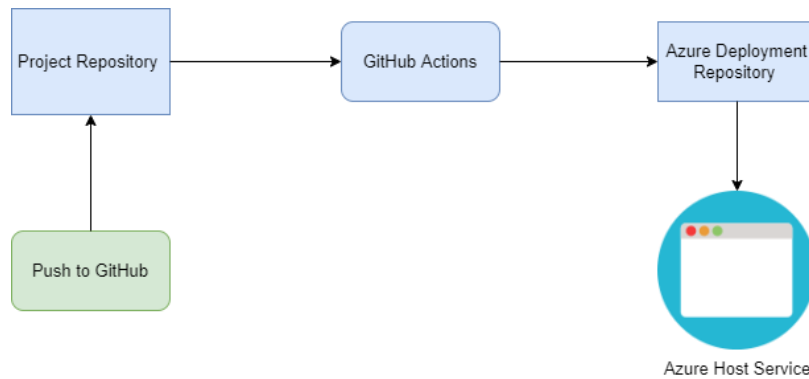 Project Repository
GitHub Actions
Azure Deployment
Repository
Push to GitHub
Azure Host Service